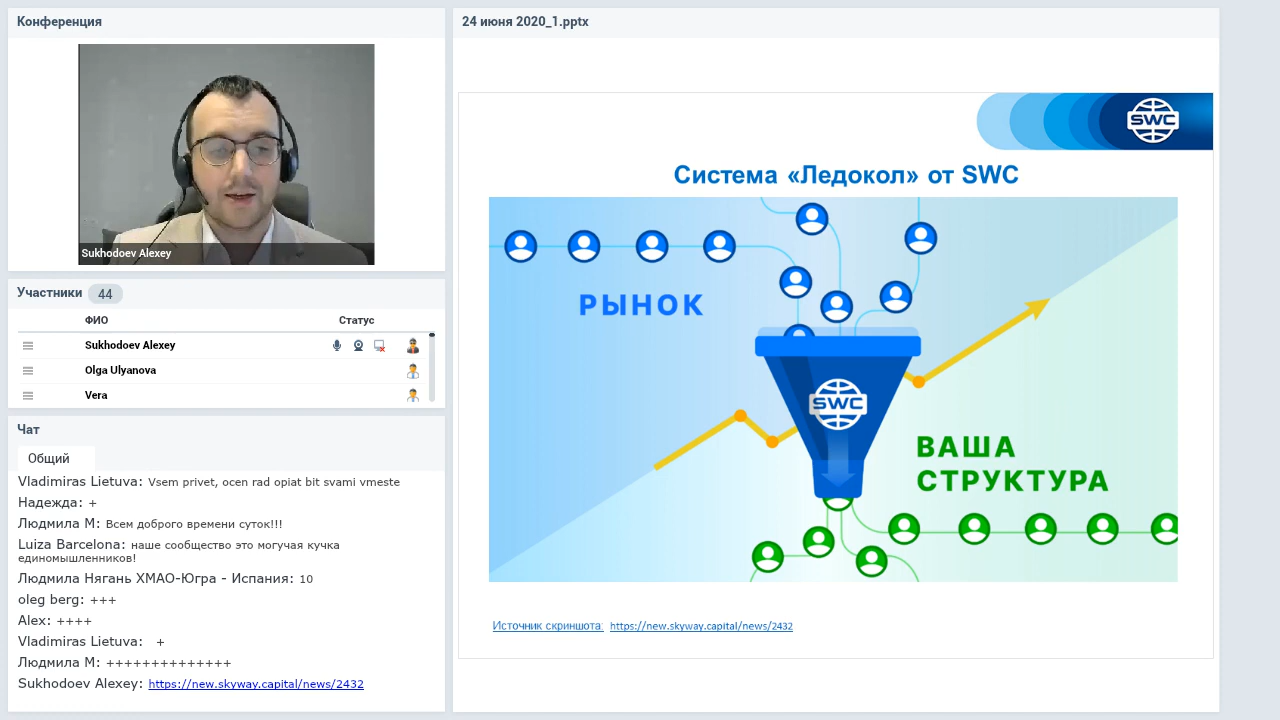 Конференция
Sukhodoev Alexey
Участники 44
ФИО Статус
Sukhodoev Alexey
Olga Ulyanova
Vera
Чат
Общий
Vladimiras Lietuva: Vsem privet, ocen rad opiat bit svami vmeste
Надежда: +
Людмила М: Всем доброго времени суток!!!
Luiza Barcelona: наше сообщество это могучая кучка
единомышленников!
Людмила Нягань ХМАО-Югра - Испания: 10
oleg berg: +++
Alex: ++++
Vladimiras Lietuva: +
Людмила М: ++++++++++++++
Sukhodoev Alexey: https://new.skyway.capital/news/2432
24 июня 2020_1.pptx
SWC
Система «Ледокол» от SWC
РЫНОК
SWC
ВАША
СТРУКТУРА
Источник скриншота: https://new.skyway.capital/news/2432